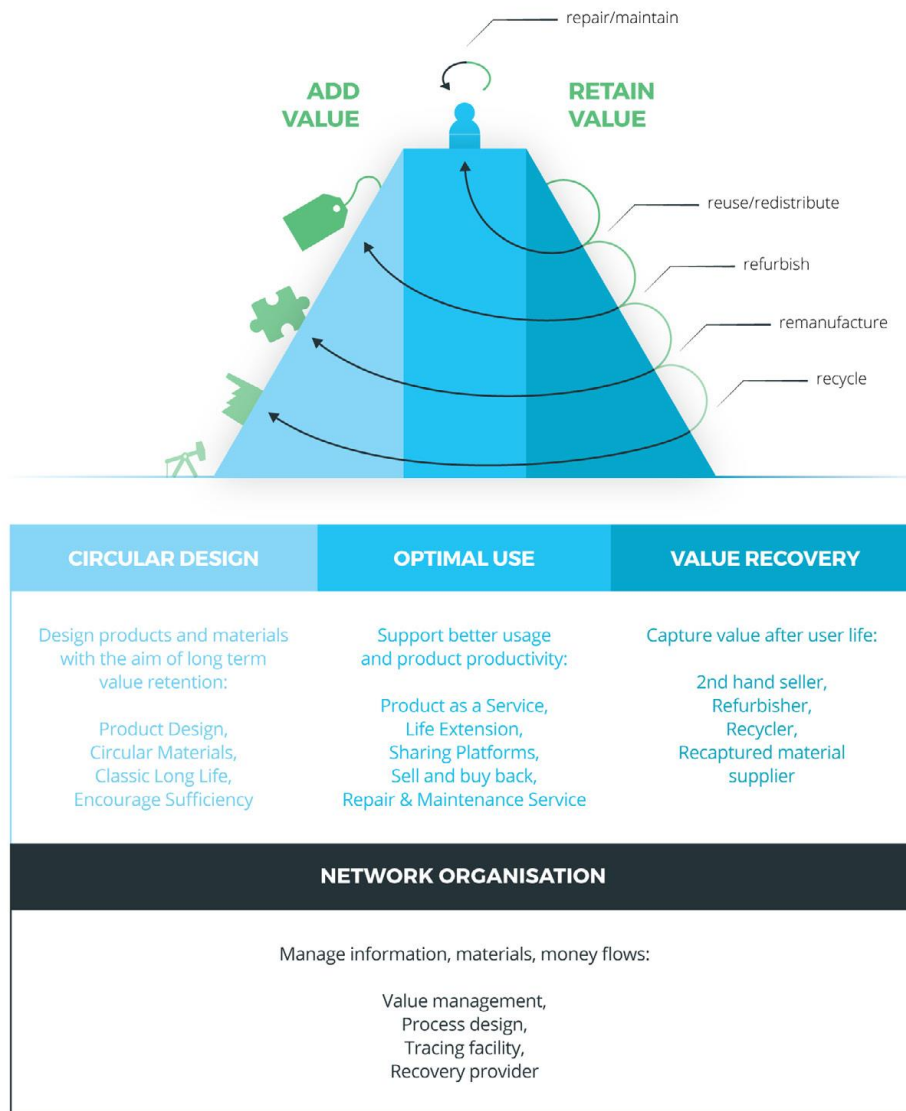 repair/maintain
ADD
VALUE
RETAIN
VALUE
reuse/redistribute
refurbish
remanufacture
recycle
CIRCULAR DESIGN
OPTIMAL USE
VALUE RECOVERY
Design products and materials
with the aim of long term
value retention:
Product Design,
Circular Materials,
Classic Long Life,
Encourage Sufficiency
Support better usage
and product productivity:
Product as a Service,
Life Extension,
Sharing Platforms,
Sell and buy back,
Repair & Maintenance Service
Capture value after user life:
2nd hand seller,
Refurbisher,
Recycler,
Recaptured material
supplier
NETWORK ORGANISATION
Manage information, materials, money flows:
Value management,
Process design,
Tracing facility,
Recovery provider